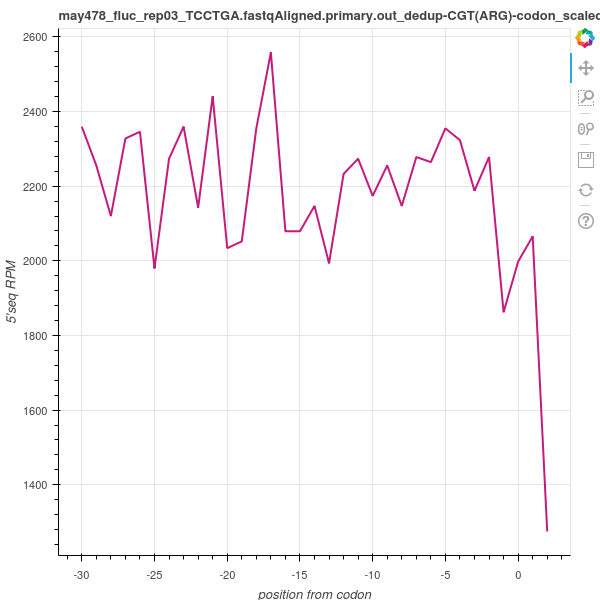 may478_fluc_rep03_TCCTGA.fastqAligned.primary.out_dedup-CGT(ARG)-codon_scaled
2600
2400
2200
2000
1800
1600
1400
5'seq RPM
-30 -25 -20 -15 -10 -5 0
position from codon